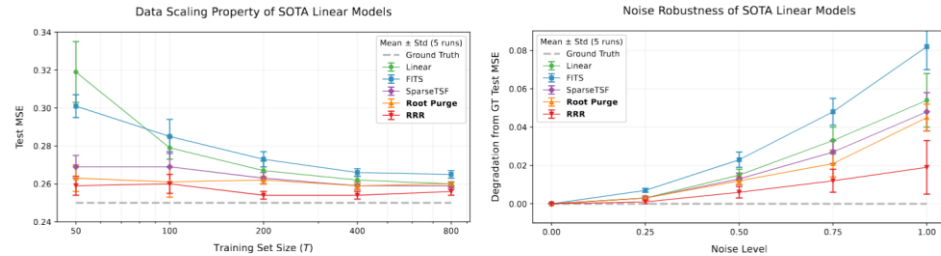 Data Scaling Property of SOTA Linear Models
0.34
0.32
0.30
0.28
0.26
0.24
Test MSE
50
100
200
400
800
Training Set Size (T)
Mean ± Std (5 runs)
Ground Truth
Linear
FITS
SparseTSF
Root Purge
RRR
Noise Robustness of SOTA Linear Models
0.08
0.06
0.04
0.02
0.00
Degradation from GT Test MSE
0.00
0.25
0.50
0.75
1.00
Noise Level
Mean ± Std (5 runs)
Ground Truth
Linear
FITS
SparseTSF
Root Purge
RRR